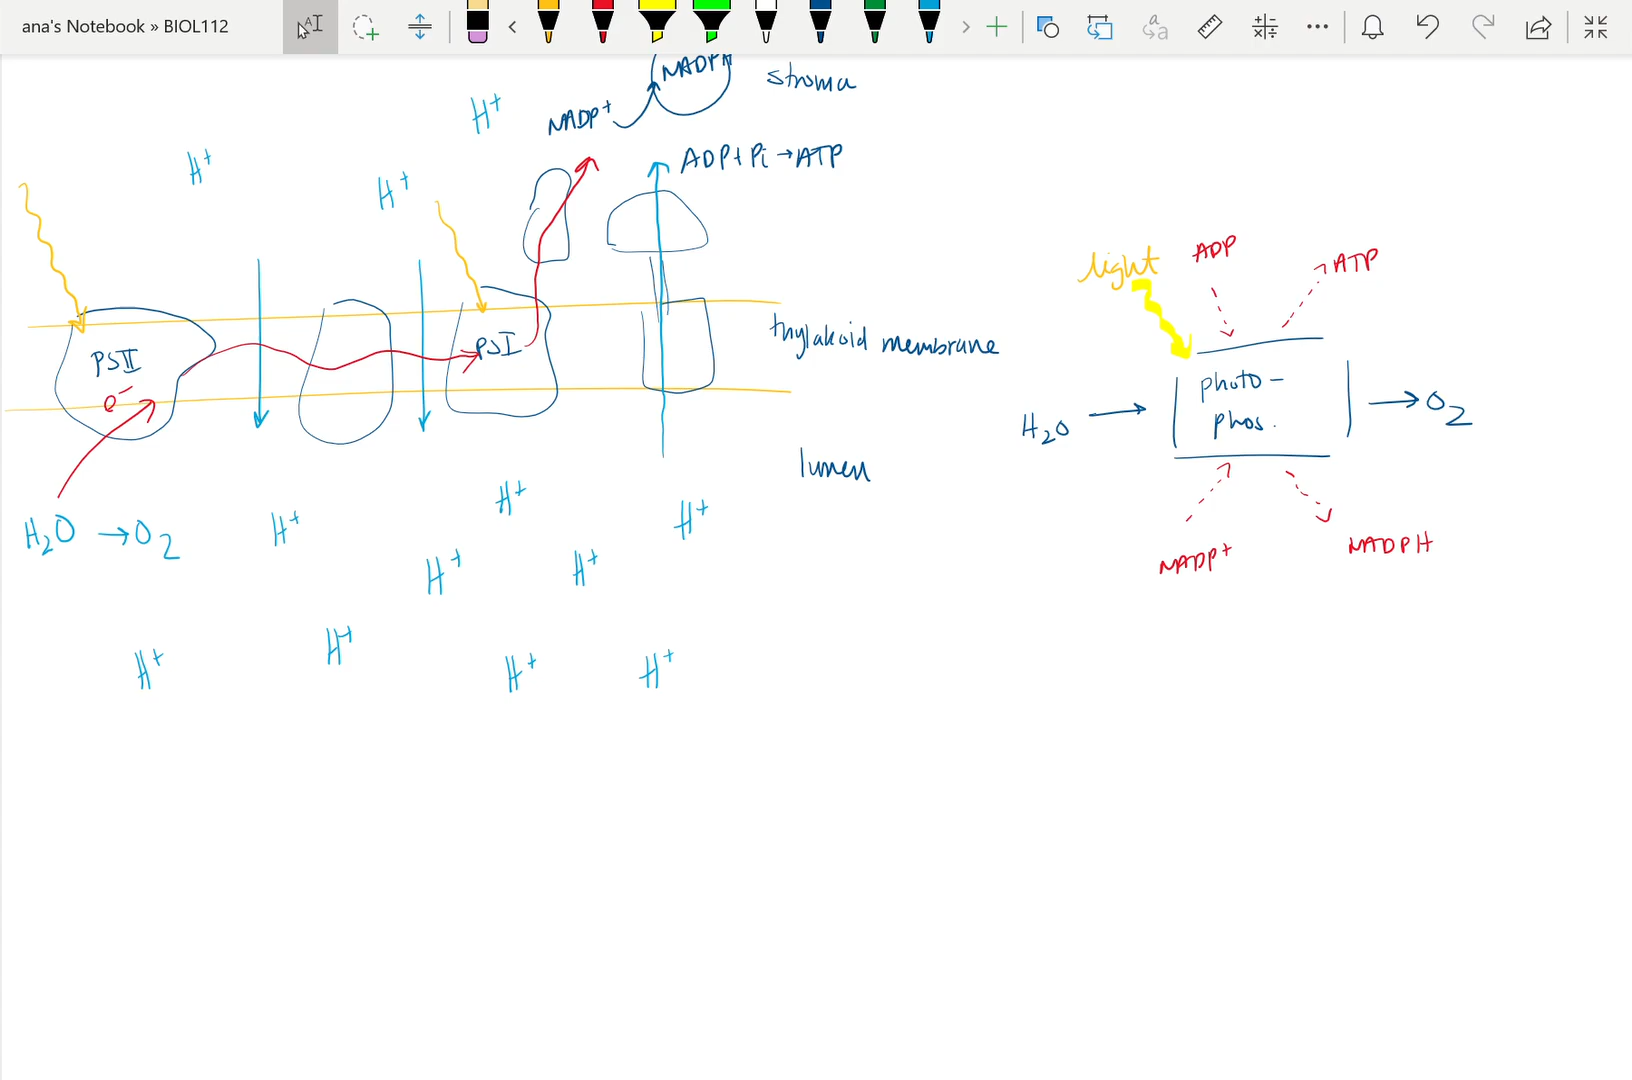 ana's Notebook » BIOL112
NADPH
stroma
H+
NADP+
H+
ADP+Pi →ATP
H+
light
ADP
ATP
thylakoid membrane
PSI
PSII
e-
photo-
phos.
H2O
→O2
lumen
H+
H+
H+
H2O →O2
H+
H+
NADP+
NADPH
H+
H+
H+
H+